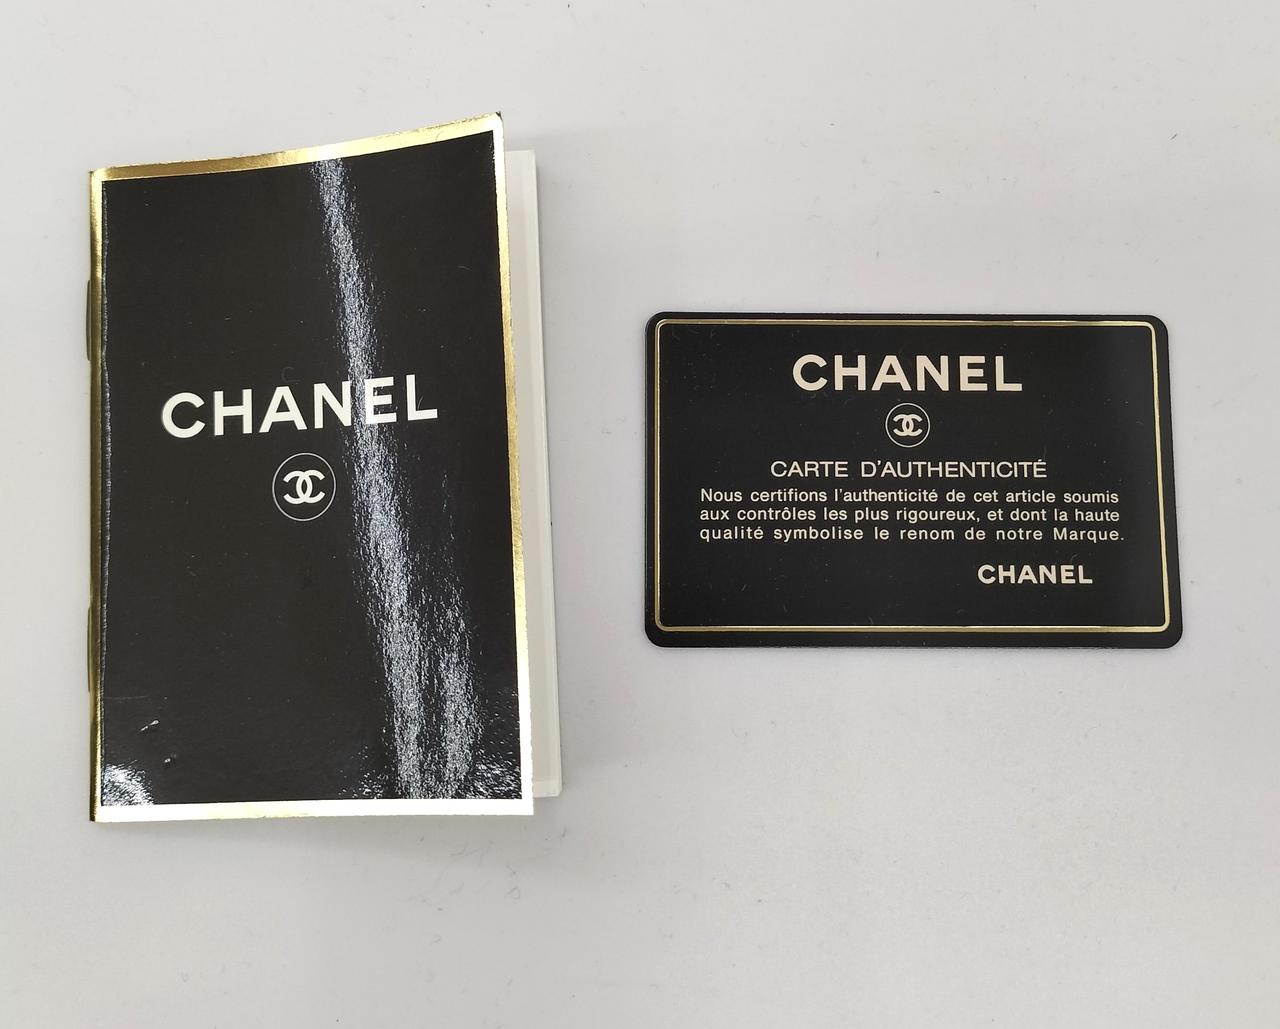 CHANEL
CHANEL
CARTE D'AUTHENTICITÉ
Nous certifions l'authenticité de cet article soumis
aux contrôles les plus rigoureux, et dont la haute
qualité symbolise le renom de notre Marque.
CHANEL